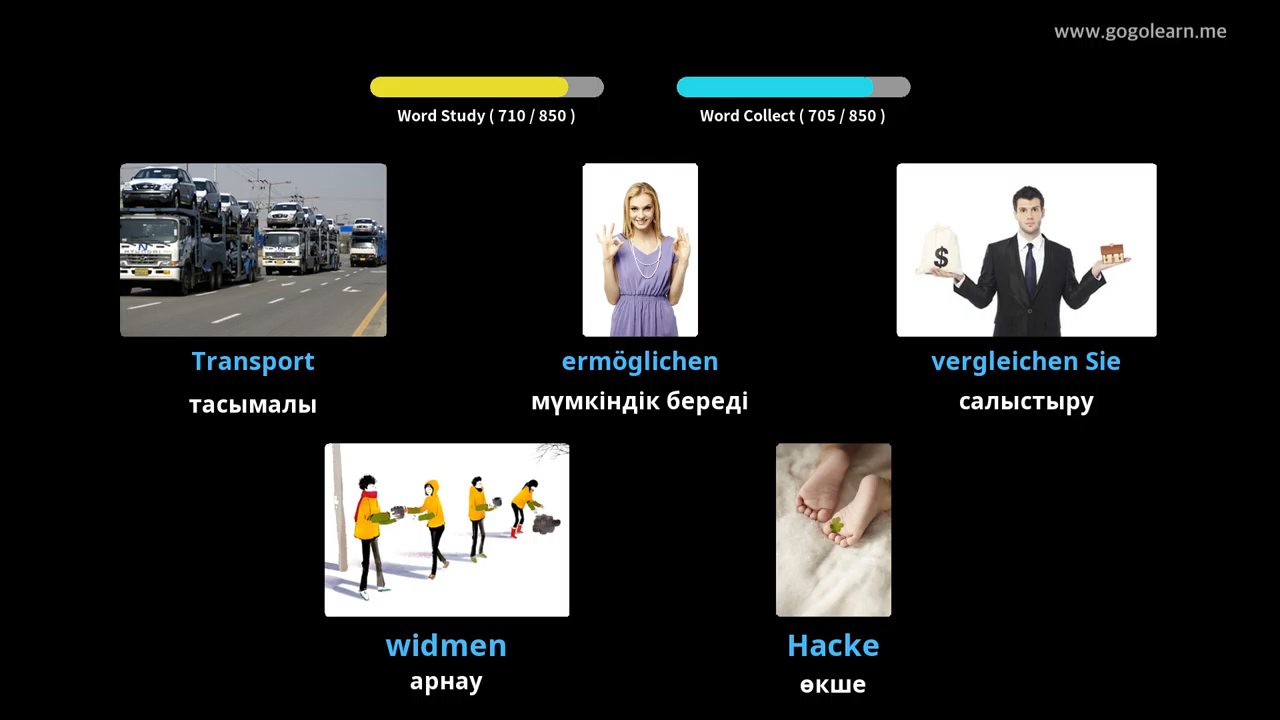 www.gogolearn.me
Word Study ( 710 / 850 )
Word Collect ( 705 / 850 )
Transport
ermöglichen
vergleichen Sie
тасымалы
мүмкіндік береді
салыстыру
$
widmen
Hacke
арнау
өкше